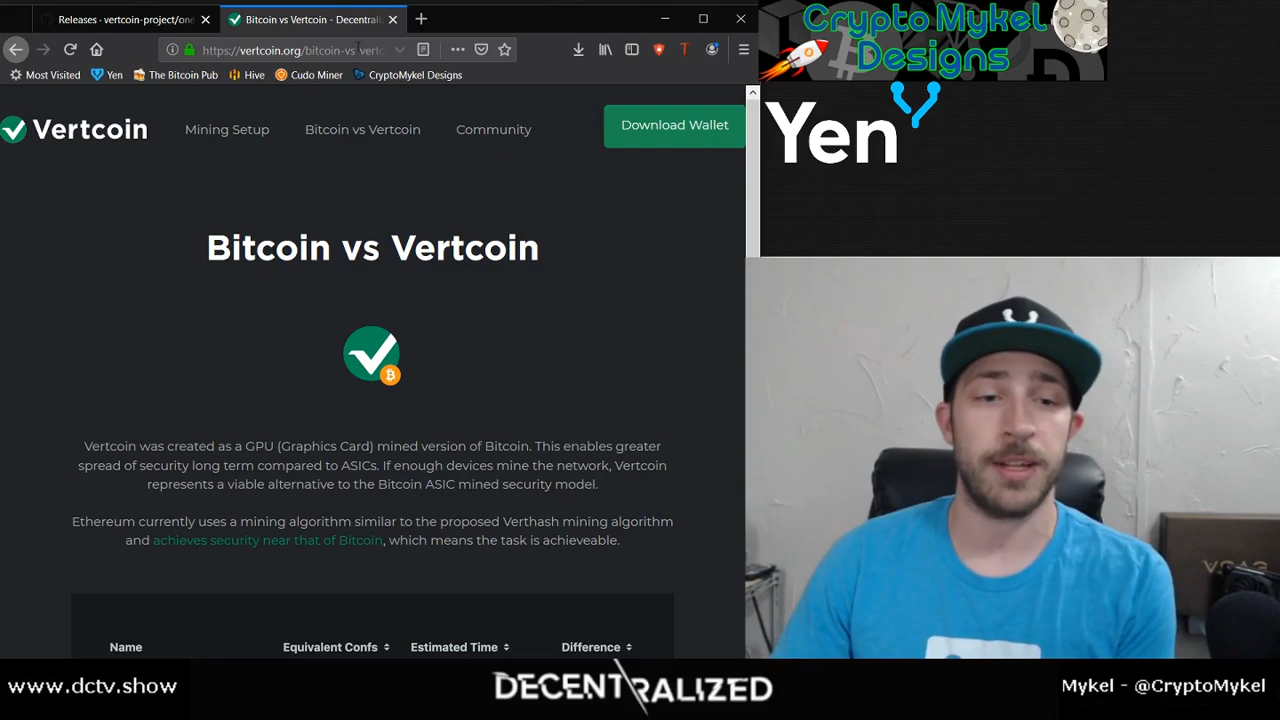 Releases - vertcoin-project/one
Bitcoin vs Vertcoin - Decentrali
https://vertcoin.org/bitcoin-vs-vertc
Most Visited
Yen
The Bitcoin Pub
Hive
Cudo Miner
CryptoMykel Designs
Crypto Mykel
Designs
Yen
Vertcoin
Mining Setup
Bitcoin vs Vertcoin
Community
Download Wallet
Bitcoin vs Vertcoin
Vertcoin was created as a GPU (Graphics Card) mined version of Bitcoin. This enables greater
spread of security long term compared to ASICs. If enough devices mine the network, Vertcoin
represents a viable alternative to the Bitcoin ASIC mined security model.
Ethereum currently uses a mining algorithm similar to the proposed Verthash mining algorithm
and achieves security near that of Bitcoin, which means the task is achieveable.
Name
Equivalent Confs
Estimated Time
Difference
www.dctv.show
DECENTRALIZED
Mykel - @CryptoMykel